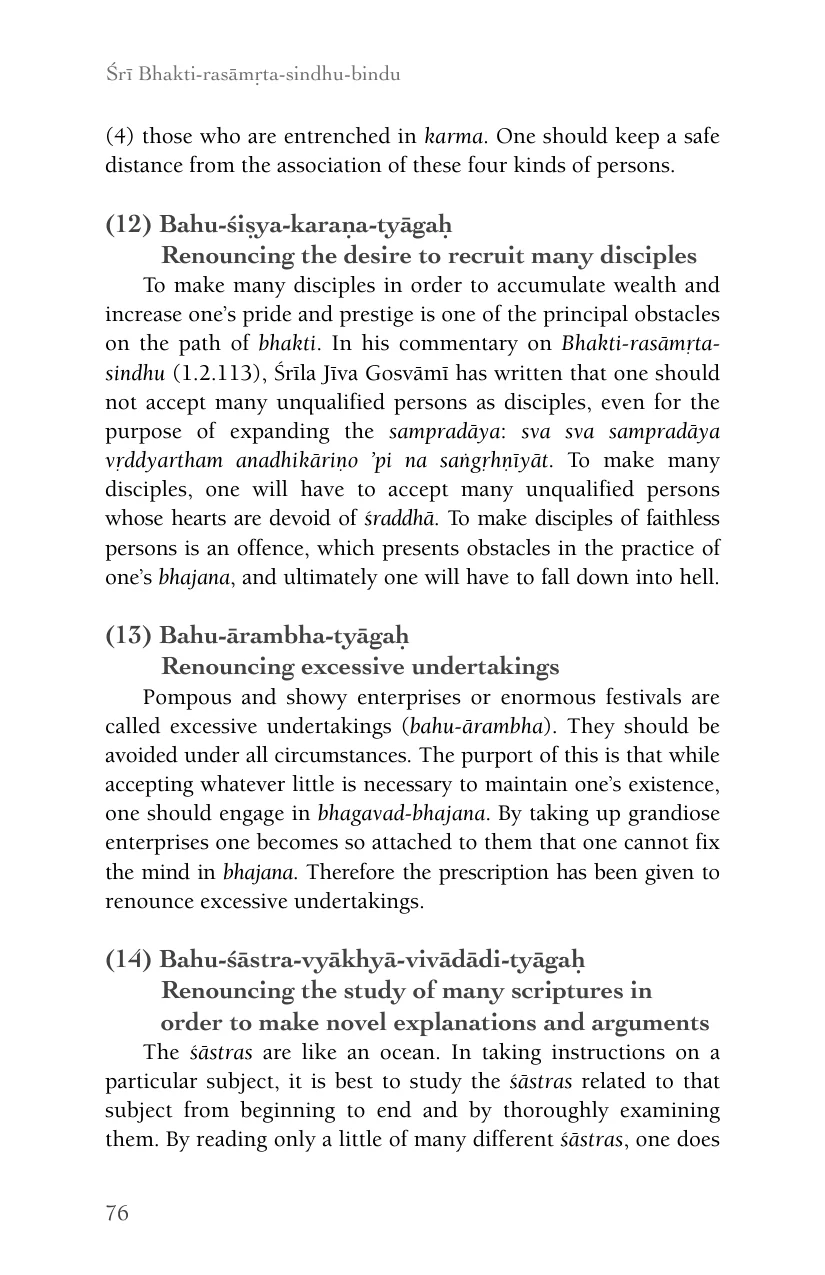 Śrī Bhakti-rasāmṛta-sindhu-bindu
(4) those who are entrenched in karma. One should keep a safe
distance from the association of these four kinds of persons.
(12) Bahu-śiṣya-karaṇa-tyāgaḥ
Renouncing the desire to recruit many disciples
To make many disciples in order to accumulate wealth and
increase one’s pride and prestige is one of the principal obstacles
on the path of bhakti. In his commentary on Bhakti-rasāmṛta-
sindhu (1.2.113), Śrīla Jīva Gosvāmī has written that one should
not accept many unqualified persons as disciples, even for the
purpose of expanding the sampradāya: sva sva sampradāya
vṛddyartham anadhikāriṇo ’pi na saṅgṛhṇīyāt. To make many
disciples, one will have to accept many unqualified persons
whose hearts are devoid of śraddhā. To make disciples of faithless
persons is an offence, which presents obstacles in the practice of
one’s bhajana, and ultimately one will have to fall down into hell.
(13) Bahu-ārambha-tyāgaḥ
Renouncing excessive undertakings
Pompous and showy enterprises or enormous festivals are
called excessive undertakings (bahu-ārambha). They should be
avoided under all circumstances. The purport of this is that while
accepting whatever little is necessary to maintain one’s existence,
one should engage in bhagavad-bhajana. By taking up grandiose
enterprises one becomes so attached to them that one cannot fix
the mind in bhajana. Therefore the prescription has been given to
renounce excessive undertakings.
(14) Bahu-śāstra-vyākhyā-vivādādi-tyāgaḥ
Renouncing the study of many scriptures in
order to make novel explanations and arguments
The śāstras are like an ocean. In taking instructions on a
particular subject, it is best to study the śāstras related to that
subject from beginning to end and by thoroughly examining
them. By reading only a little of many different śāstras, one does
76